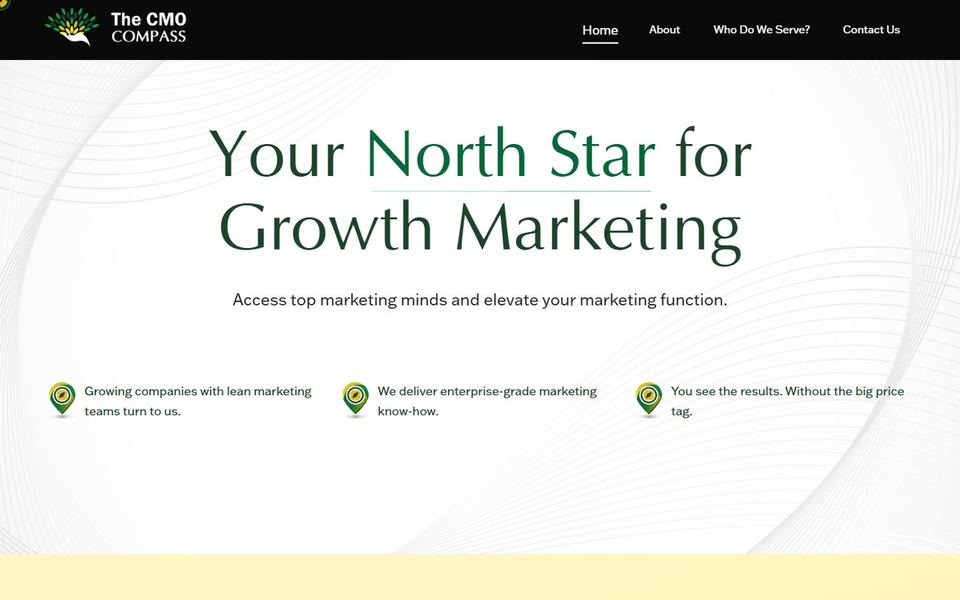 The CMO
COMPASS
Home
About
Who Do We Serve?
Contact Us
Your North Star for
Growth Marketing
Access top marketing minds and elevate your marketing function.
Growing companies with lean marketing
teams turn to us.
We deliver enterprise-grade marketing
know-how.
You see the results. Without the big price
tag.